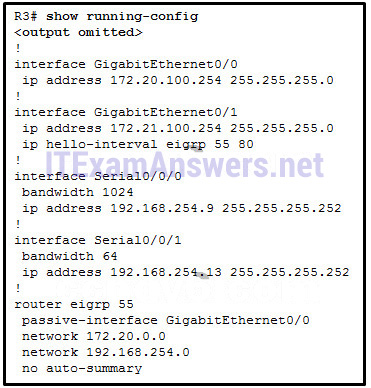 R3# show running-config
<output omitted>
!
interface GigabitEthernet0/0
ip address 172.20.100.254 255.255.255.0
!
interface GigabitEthernet0/1
ip address 172.21.100.254 255.255.255.0
ip hello-interval eigrp 55 80
!
ITExamAnswers.net
interface Serial0/0/0
bandwidth 1024
ip address 192.168.254.9 255.255.255.252
!
interface Serial0/0/1
bandwidth 64
ip address 192.168.254.13 255.255.255.252
!
router eigrp 55
passive-interface GigabitEthernet0/0
network 172.20.0.0
network 192.168.254.0
no auto-summary